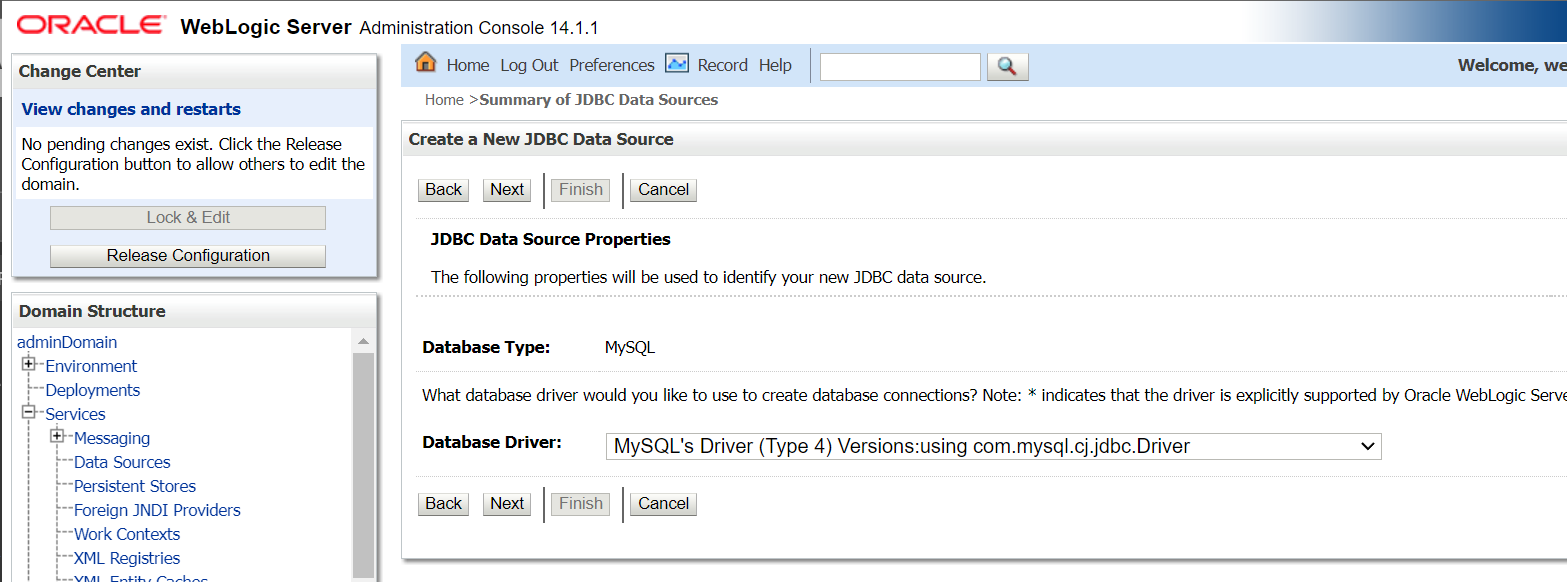 ORACLE WebLogic Server Administration Console 14.1.1
Change Center
View changes and restarts
No pending changes exist. Click the Release
Configuration button to allow others to edit the
domain.
Lock & Edit
Release Configuration
Domain Structure
adminDomain
Environment
Deployments
Services
Messaging
Data Sources
Persistent Stores
Foreign JNDI Providers
Work Contexts
XML Registries
XML Entity Caches
Home Log Out Preferences Record Help
Welcome, we
Home >Summary of JDBC Data Sources
Create a New JDBC Data Source
Back Next Finish Cancel
JDBC Data Source Properties
The following properties will be used to identify your new JDBC data source.
Database Type: MySQL
What database driver would you like to use to create database connections? Note: * indicates that the driver is explicitly supported by Oracle WebLogic Serve
Database Driver: MySQL's Driver (Type 4) Versions:using com.mysql.cj.jdbc.Driver
Back Next Finish Cancel